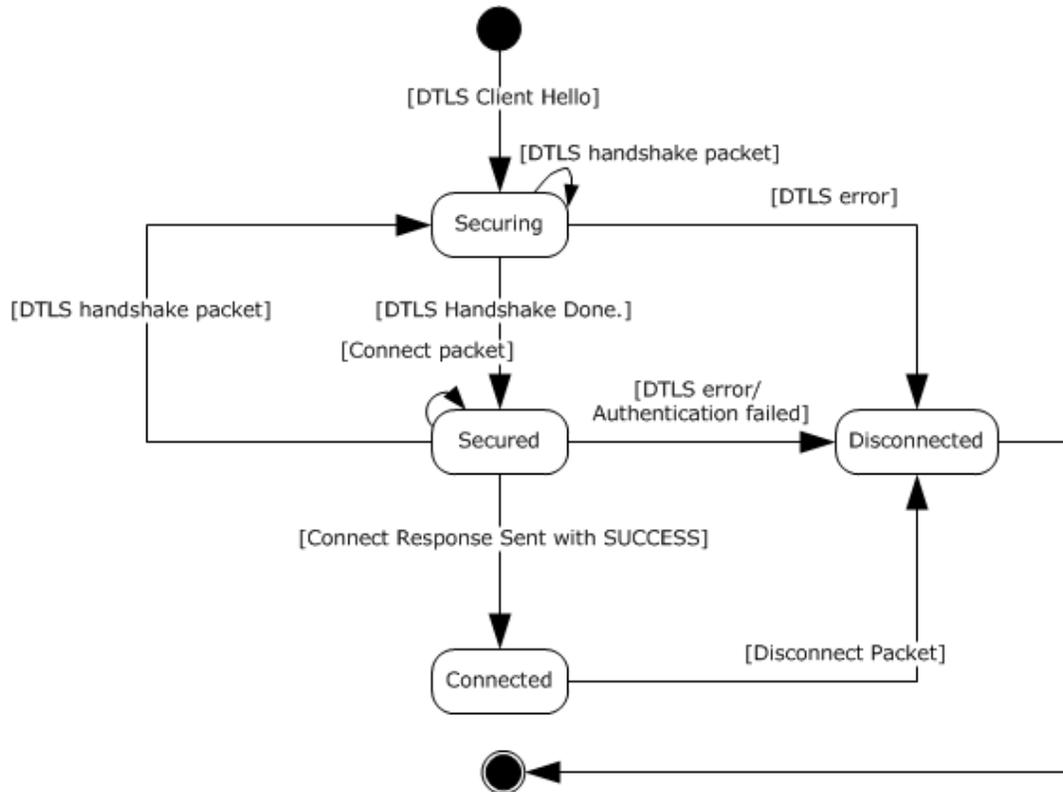 [DTLS Client Hello]
[DTLS handshake packet]
[DTLS error]
Securing
[DTLS handshake packet]
[DTLS Handshake Done.]
[Connect packet]
[DTLS error/
Authentication failed]
Secured
Disconnected
[Connect Response Sent with SUCCESS]
[Disconnect Packet]
Connected